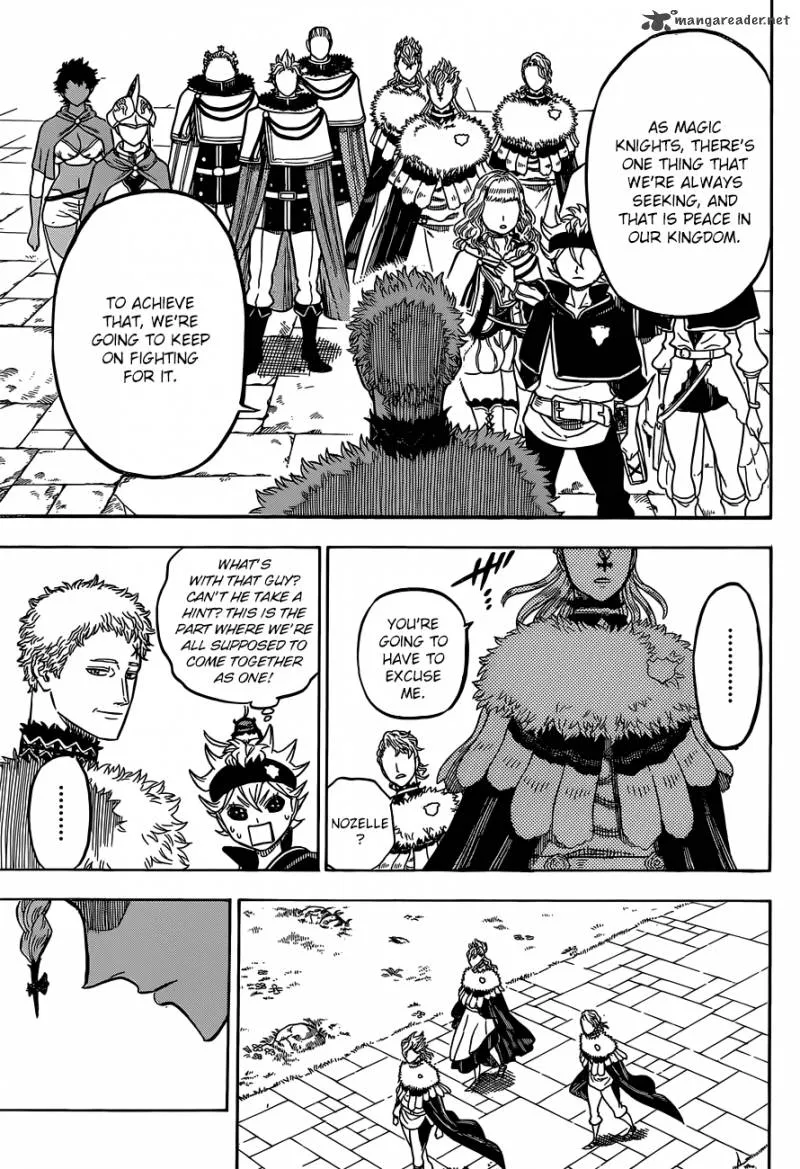 mangareader.net
AS MAGIC
KNIGHTS, THERE'S
ONE THING THAT
WE'RE ALWAYS
SEEKING, AND
THAT IS PEACE IN
OUR KINGDOM.
TO ACHIEVE
THAT, WE'RE
GOING TO KEEP
ON FIGHTING
FOR IT.
.........
YOU'RE
GOING TO
HAVE TO
EXCUSE
ME.
NOZELLE
?
WHAT'S
WITH THAT GUY?
CAN'T HE TAKE A
HINT? THIS IS THE
PART WHERE WE'RE
ALL SUPPOSED TO
COME TOGETHER
AS ONE!
.........